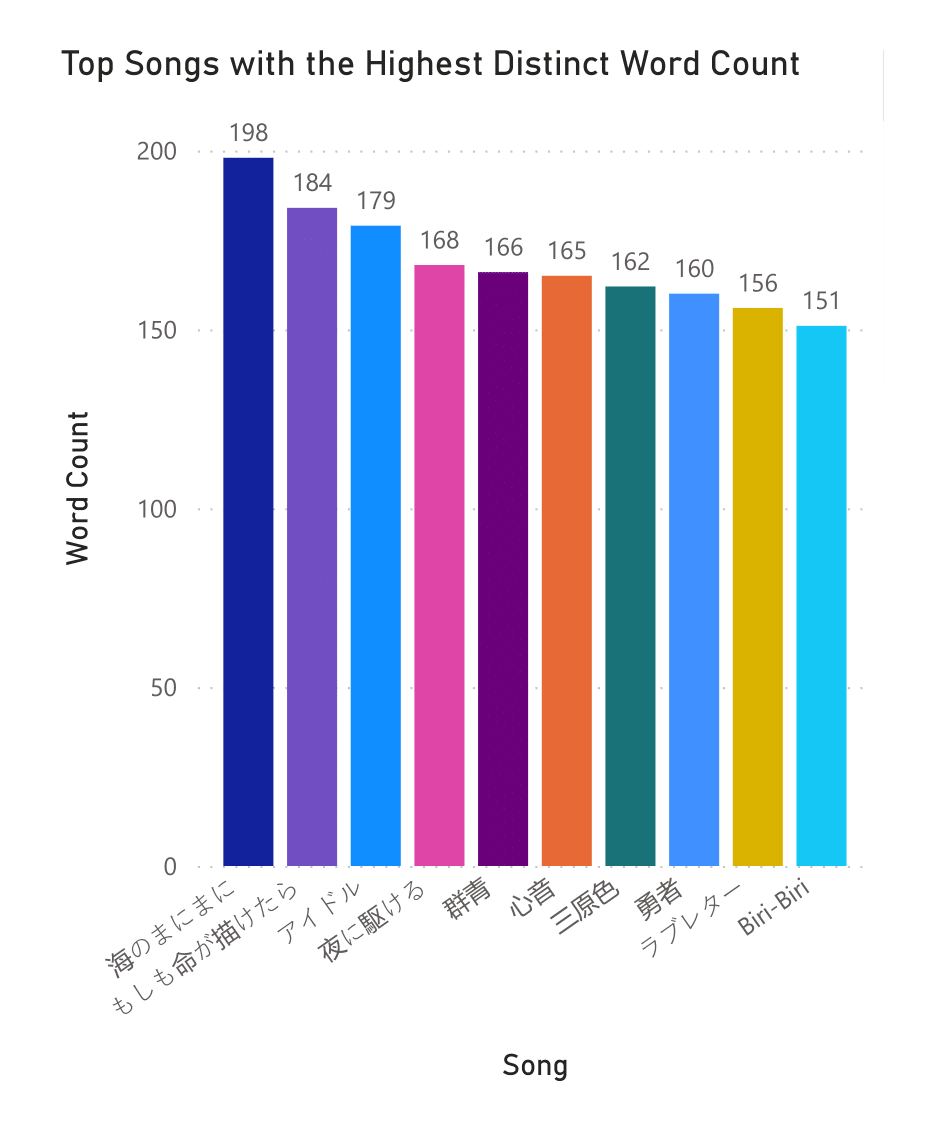 Top Songs with the Highest Distinct Word Count
198
184
179
168
166
165
162
160
156
151
200
150
100
50
0
Word Count
海のまにまに
もしも命が描けたら
アイドル
夜に駆ける
群青
心音
三原色
勇者
ラブレター
Biri-Biri
Song